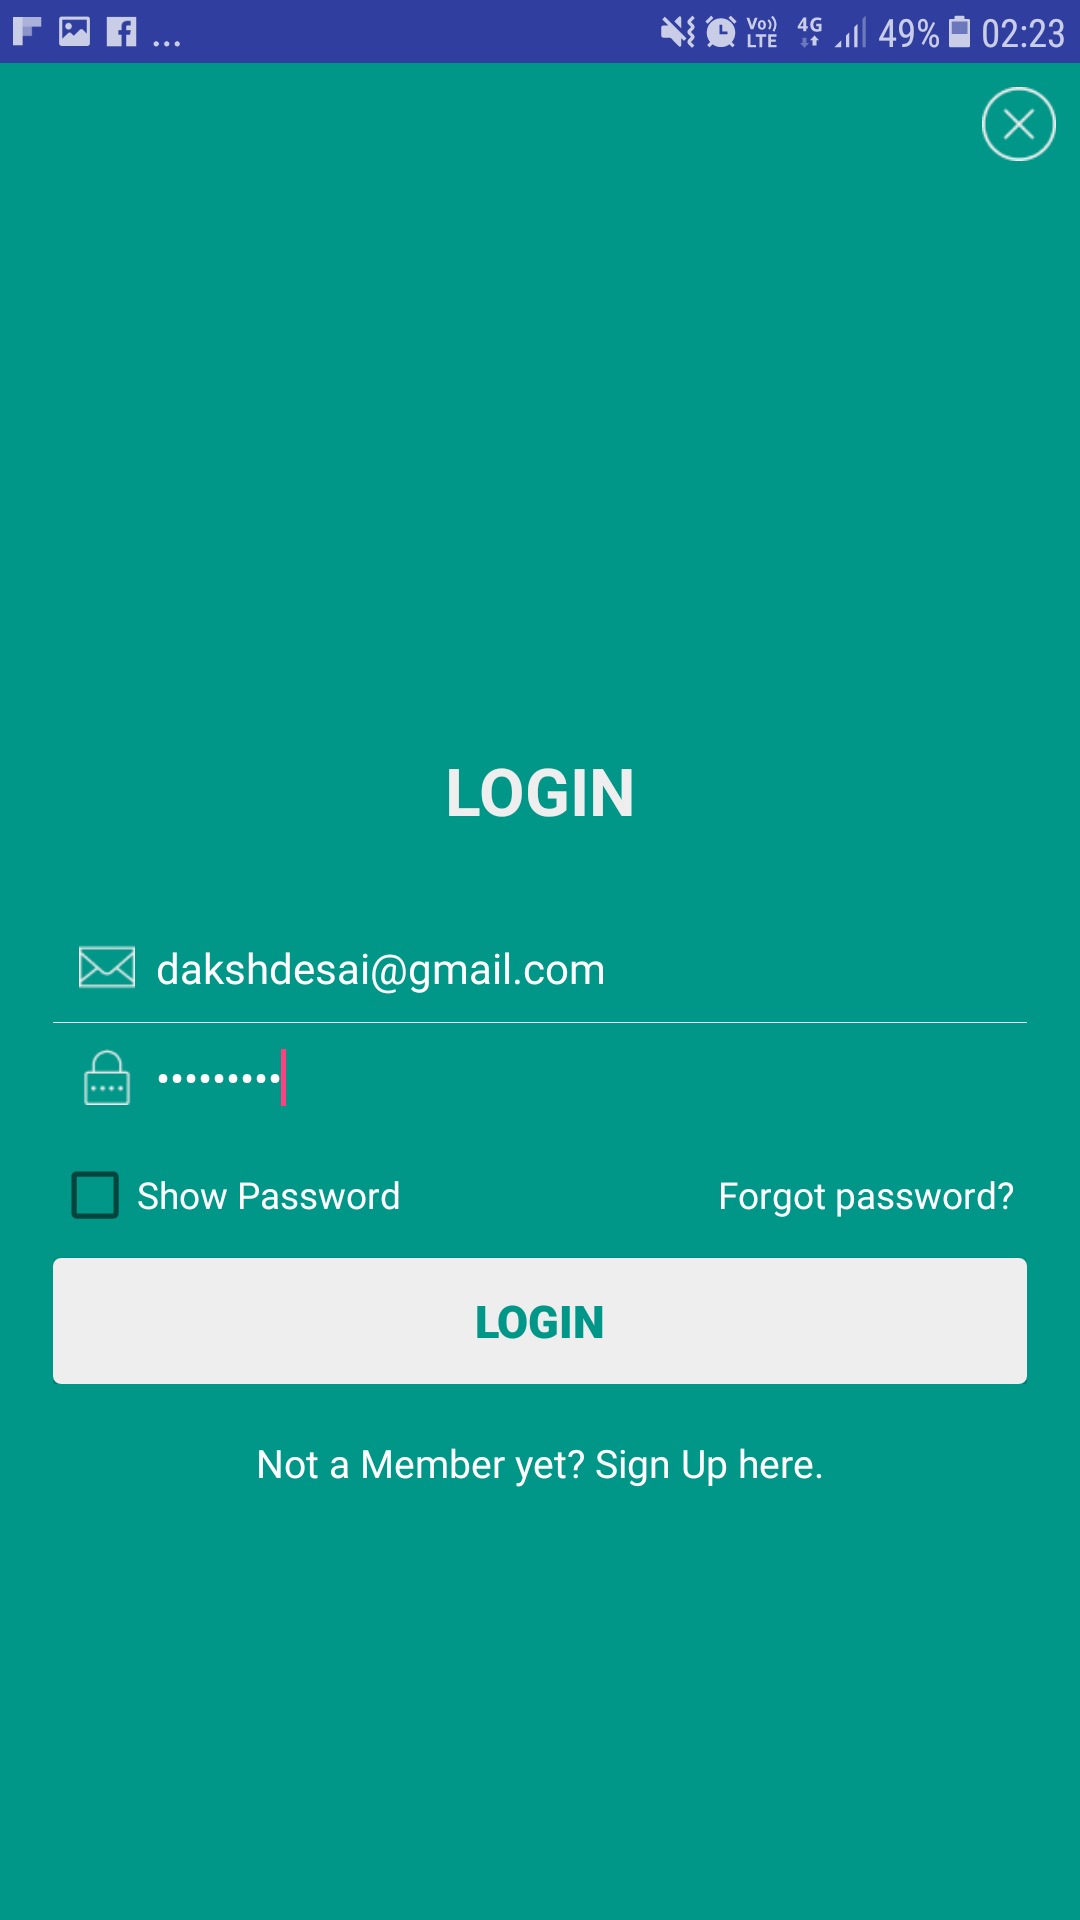 ... Vo)) LTE 4G 49% 02:23
LOGIN
dakshdesai@gmail.com
•••••••••
Show Password Forgot password?
LOGIN
Not a Member yet? Sign Up here.